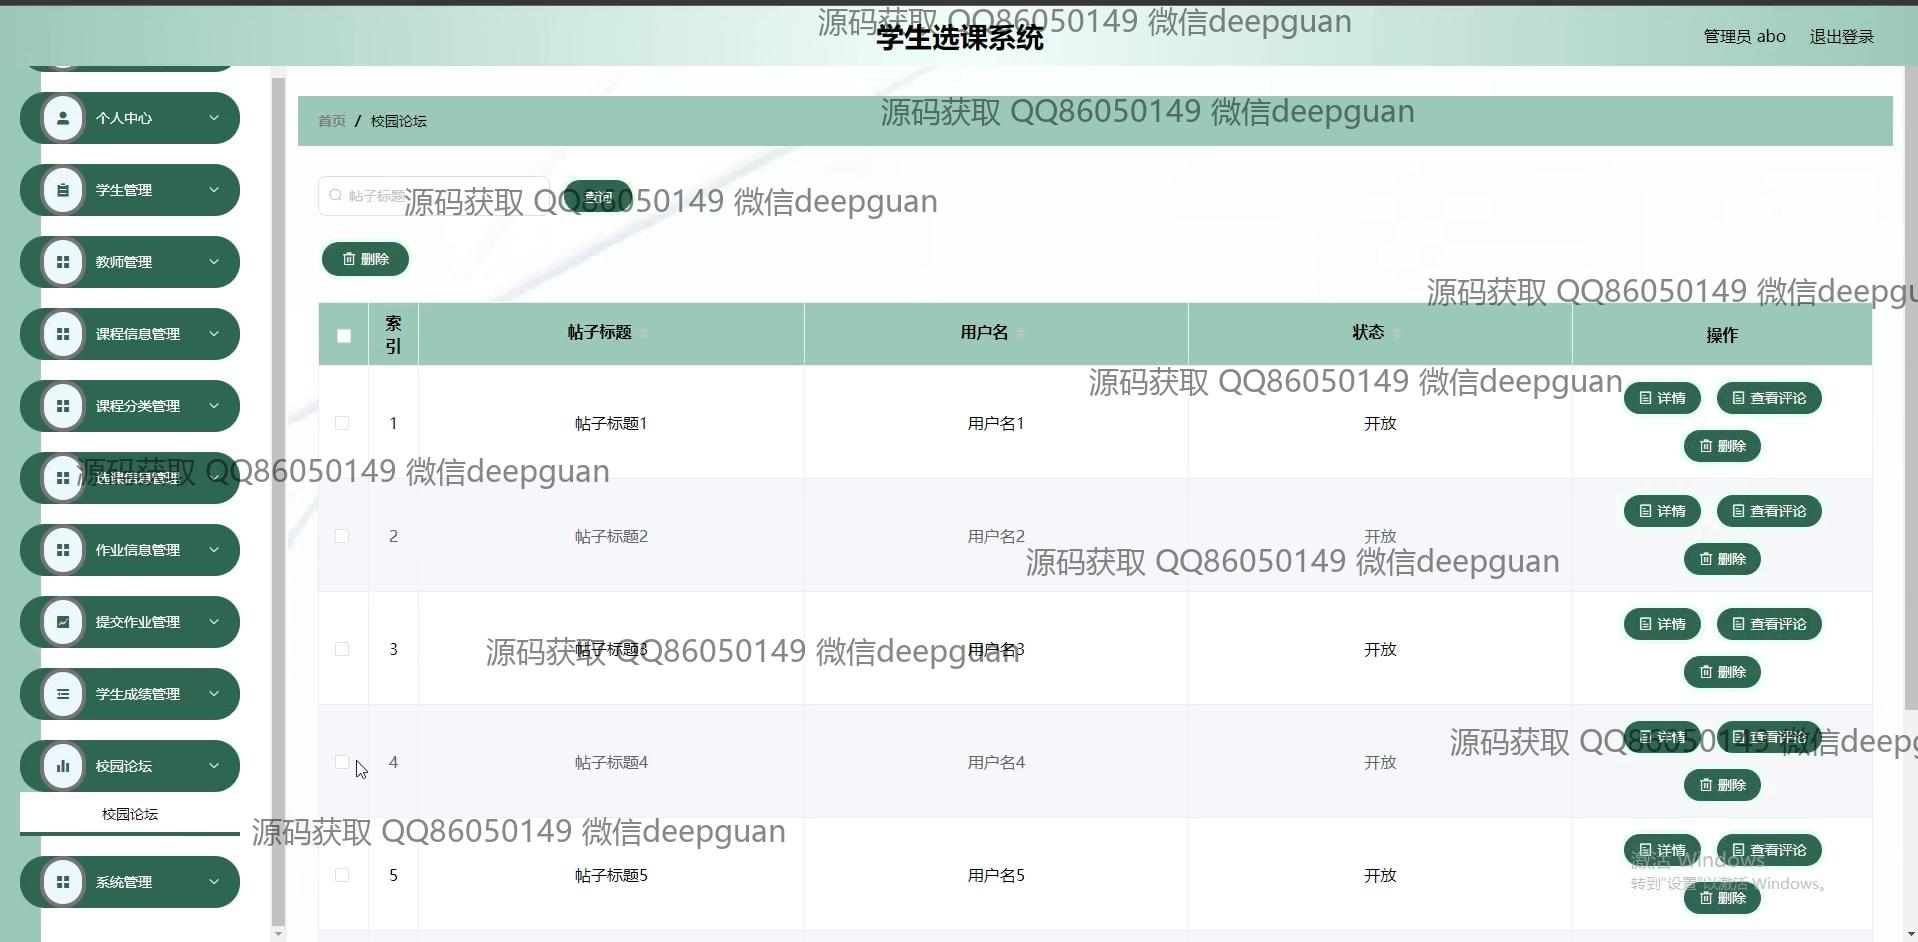 源码获取 QQ86050149 微信deepguan
学生选课系统
管理员 abo 退出登录
个人中心
学生管理
教师管理
课程信息管理
课程分类管理
选课信息管理
作业信息管理
提交作业管理
学生成绩管理
校园论坛
校园论坛
系统管理
首页 / 校园论坛
源码获取 QQ86050149 微信deepguan
帖子标题
查询
源码获取 QQ86050149 微信deepguan
删除
源码获取 QQ86050149 微信deepgu
索引 帖子标题 用户名 状态 操作
源码获取 QQ86050149 微信deepguan
1 帖子标题1 用户名1 开放 详情 查看评论 删除
源码获取 QQ86050149 微信deepguan
2 帖子标题2 用户名2 开放 详情 查看评论 删除
源码获取 QQ86050149 微信deepguan
3 帖子标题3 用户名3 开放 详情 查看评论 删除
源码获取 QQ86050149 微信deepguan
4 帖子标题4 用户名4 开放 详情 查看评论 删除
源码获取 QQ86050149 微信deepg
源码获取 QQ86050149 微信deepguan
5 帖子标题5 用户名5 开放 详情 查看评论 删除
激活 Windows
转到"设置"以激活 Windows。